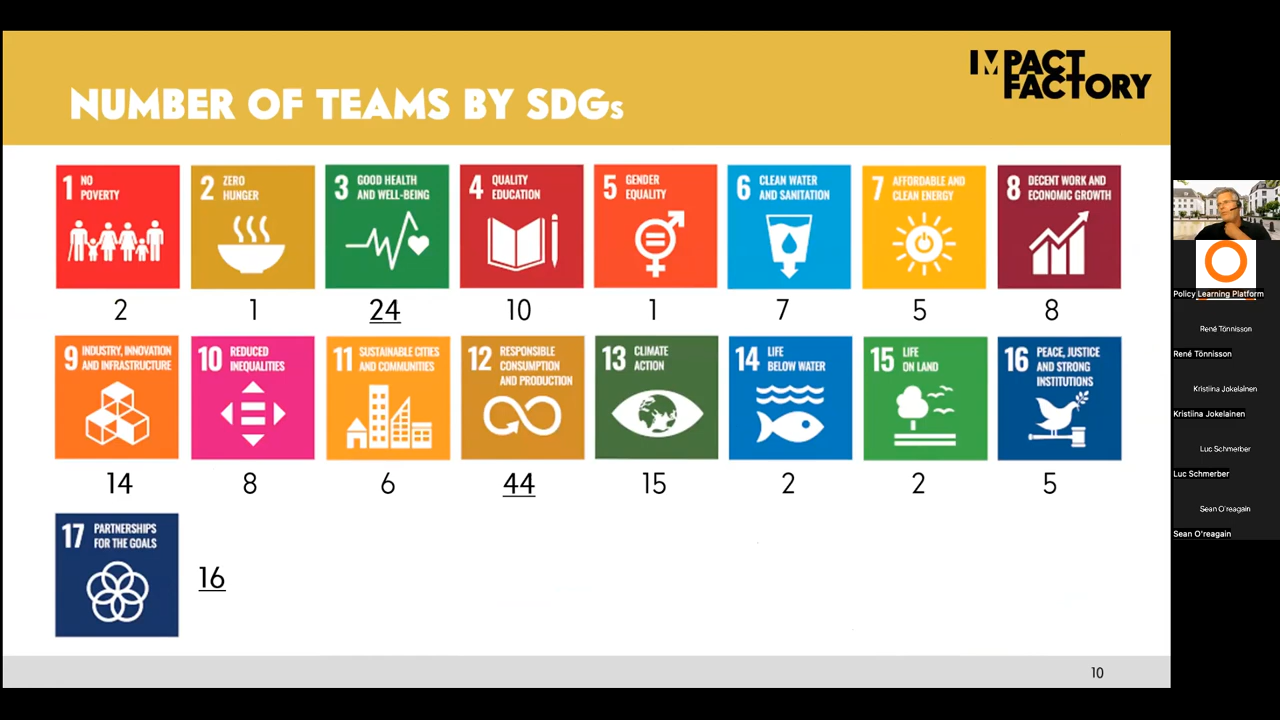 IMPACT
FACTORY
NUMBER OF TEAMS BY SDGs
1 NO
POVERTY
2 ZERO
HUNGER
3 GOOD HEALTH
AND WELL-BEING
4 QUALITY
EDUCATION
5 GENDER
EQUALITY
6 CLEAN WATER
AND SANITATION
7 AFFORDABLE AND
CLEAN ENERGY
8 DECENT WORK AND
ECONOMIC GROWTH
2 1 24 10 1 7 5 8
9 INDUSTRY, INNOVATION
AND INFRASTRUCTURE
10 REDUCED
INEQUALITIES
11 SUSTAINABLE CITIES
AND COMMUNITIES
12 RESPONSIBLE
CONSUMPTION
AND PRODUCTION
13 CLIMATE
ACTION
14 LIFE
BELOW WATER
15 LIFE
ON LAND
16 PEACE, JUSTICE
AND STRONG
INSTITUTIONS
14 8 6 44 15 2 2 5
17 PARTNERSHIPS
FOR THE GOALS
16
10
Policy Learning Platform
René Tönnisson
René Tönnisson
Kristiina Jokelainen
Kristiina Jokelainen
Luc Schmerber
Luc Schmerber
Sean O'reagain
Sean O'reagain